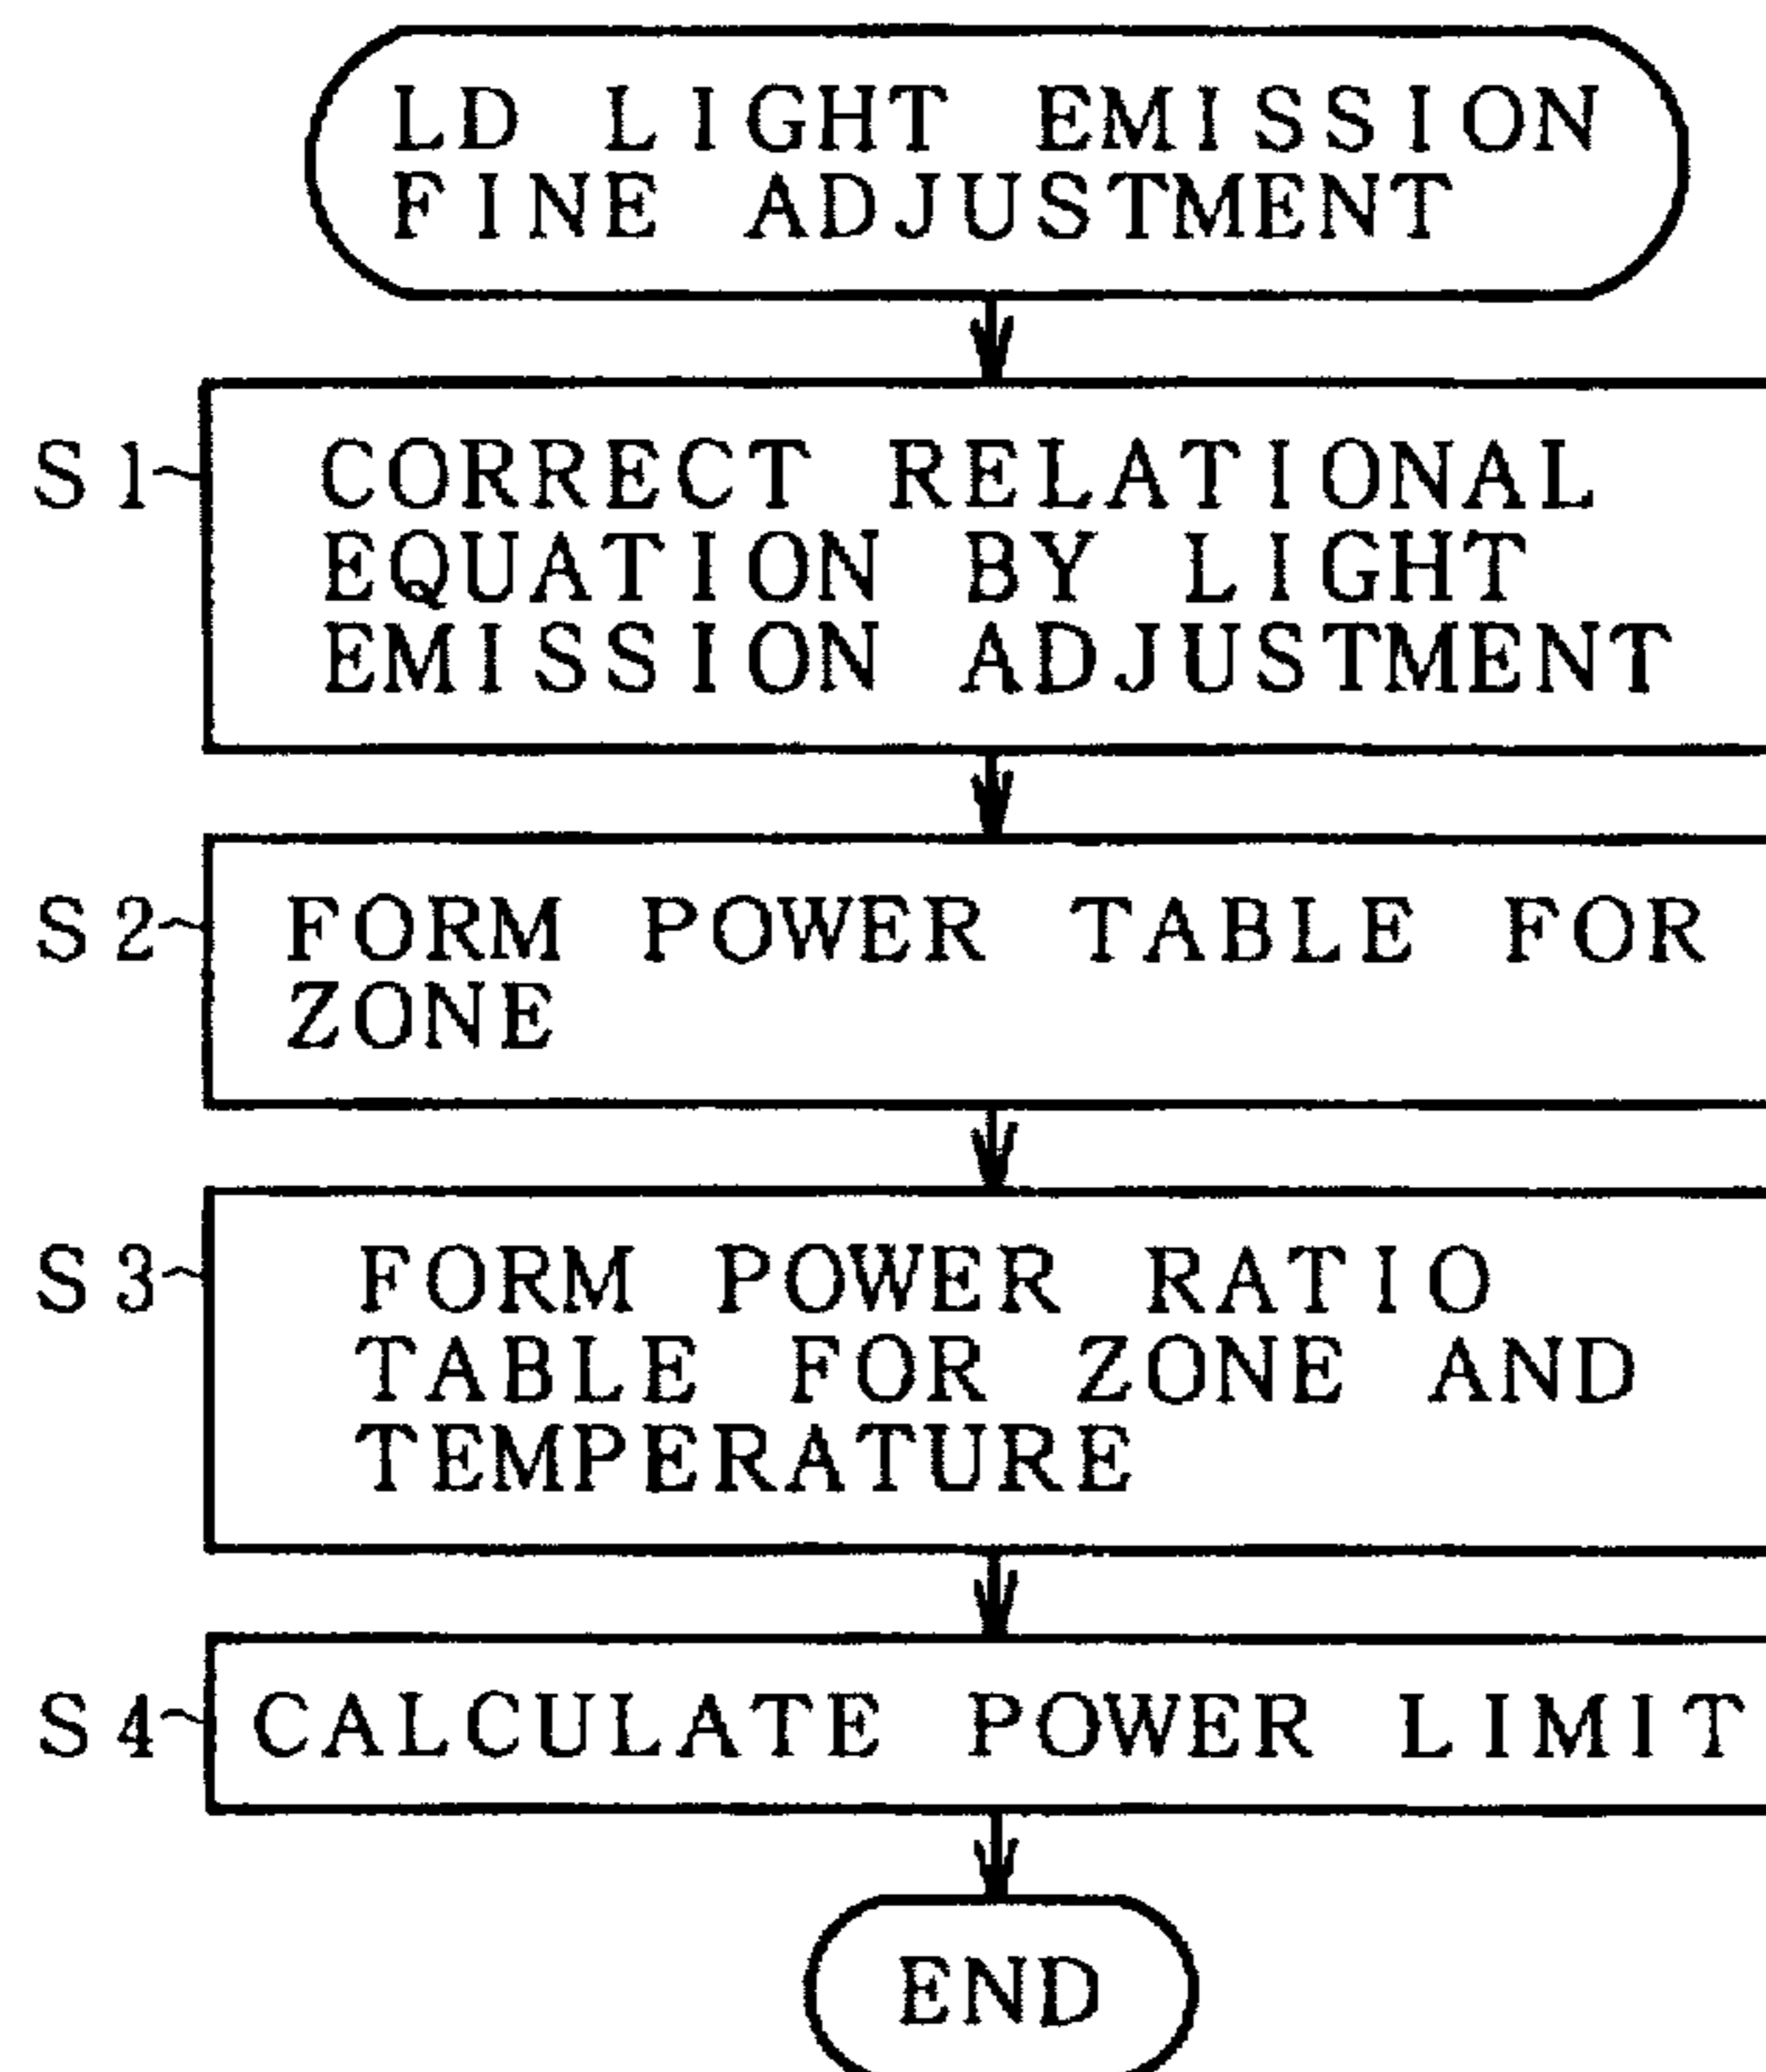 LD LIGHT EMISSION
FINE ADJUSTMENT
S1
CORRECT RELATIONAL
EQUATION BY LIGHT
EMISSION ADJUSTMENT
S2
FORM POWER TABLE FOR
ZONE
S3
FORM POWER RATIO
TABLE FOR ZONE AND
TEMPERATURE
S4
CALCULATE POWER LIMIT
END